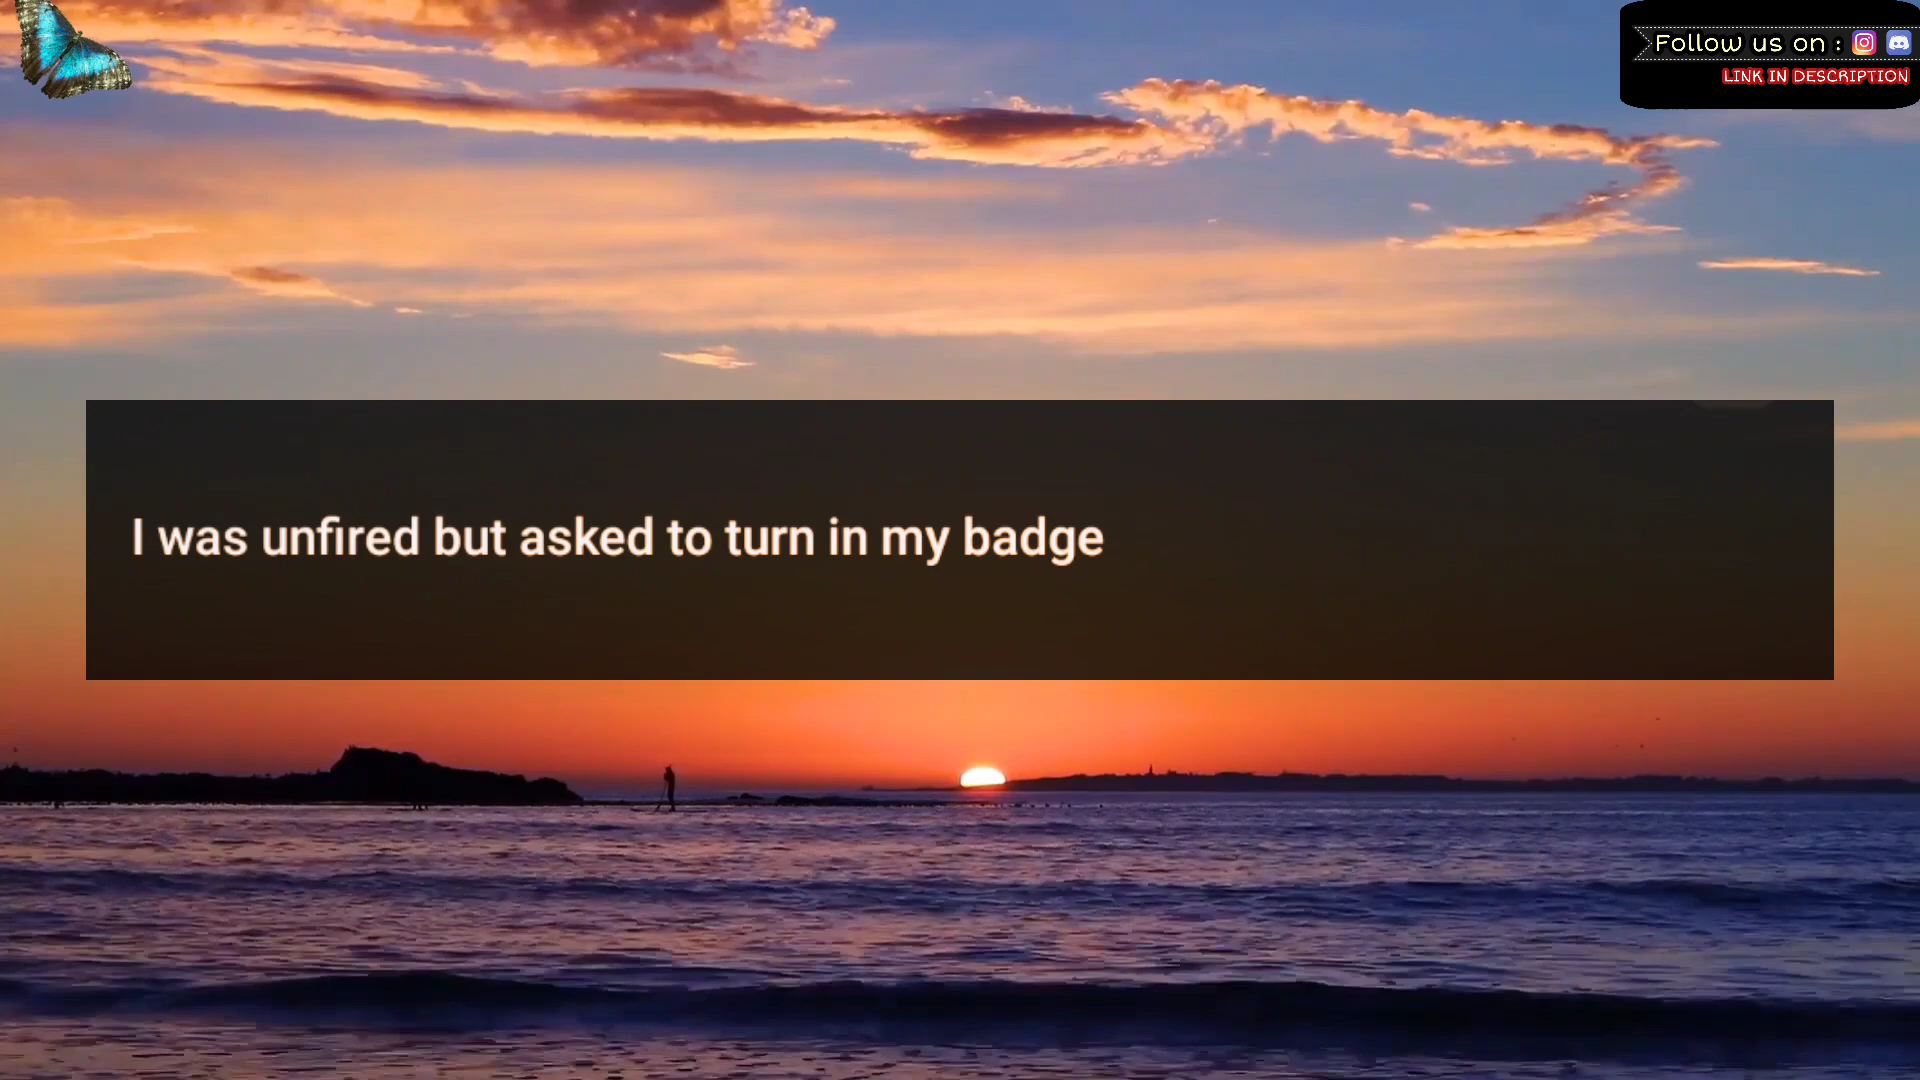 Follow us on :
LINK IN DESCRIPTION
I was unfired but asked to turn in my badge